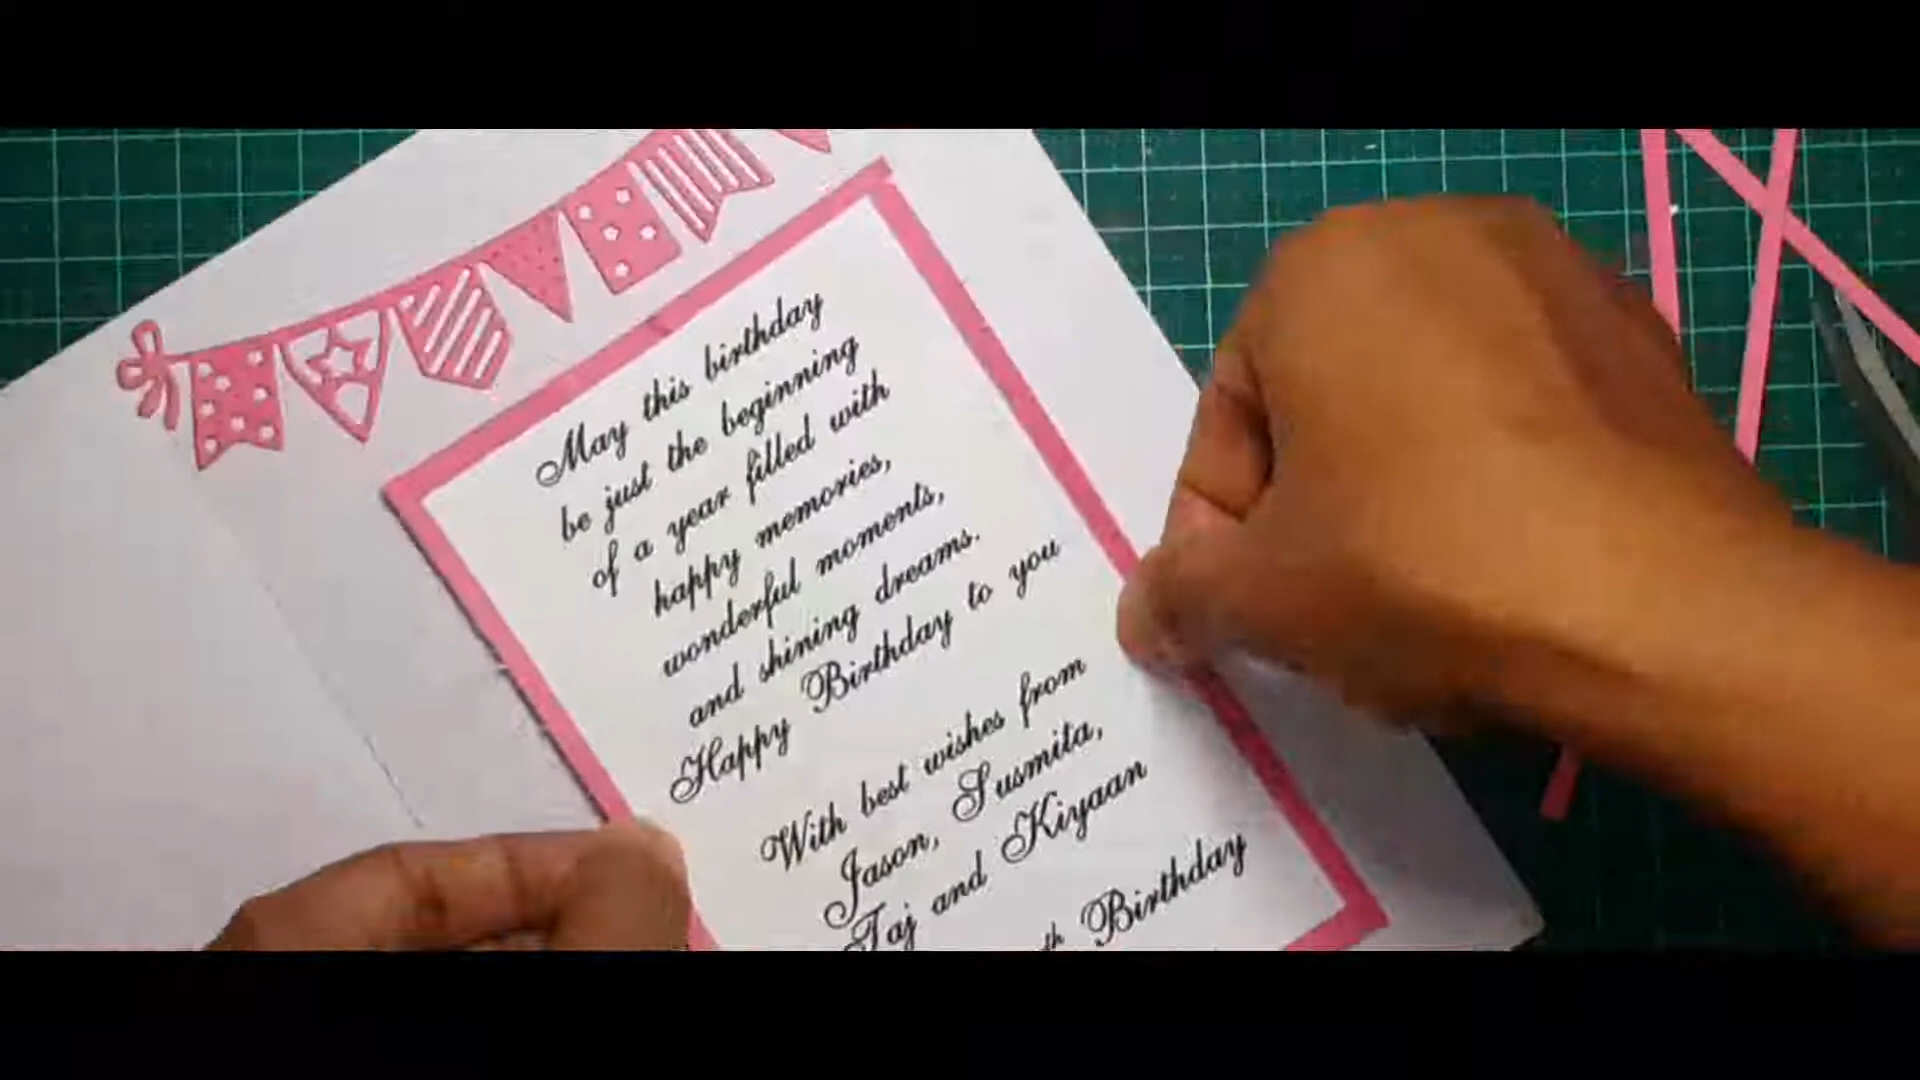 May this birthday
be just the beginning
of a year filled with
happy memories,
wonderful moments,
and shining dreams.
Happy Birthday to you
With best wishes from
Jason, Susmita,
Taj and Kiyaan
th Birthday